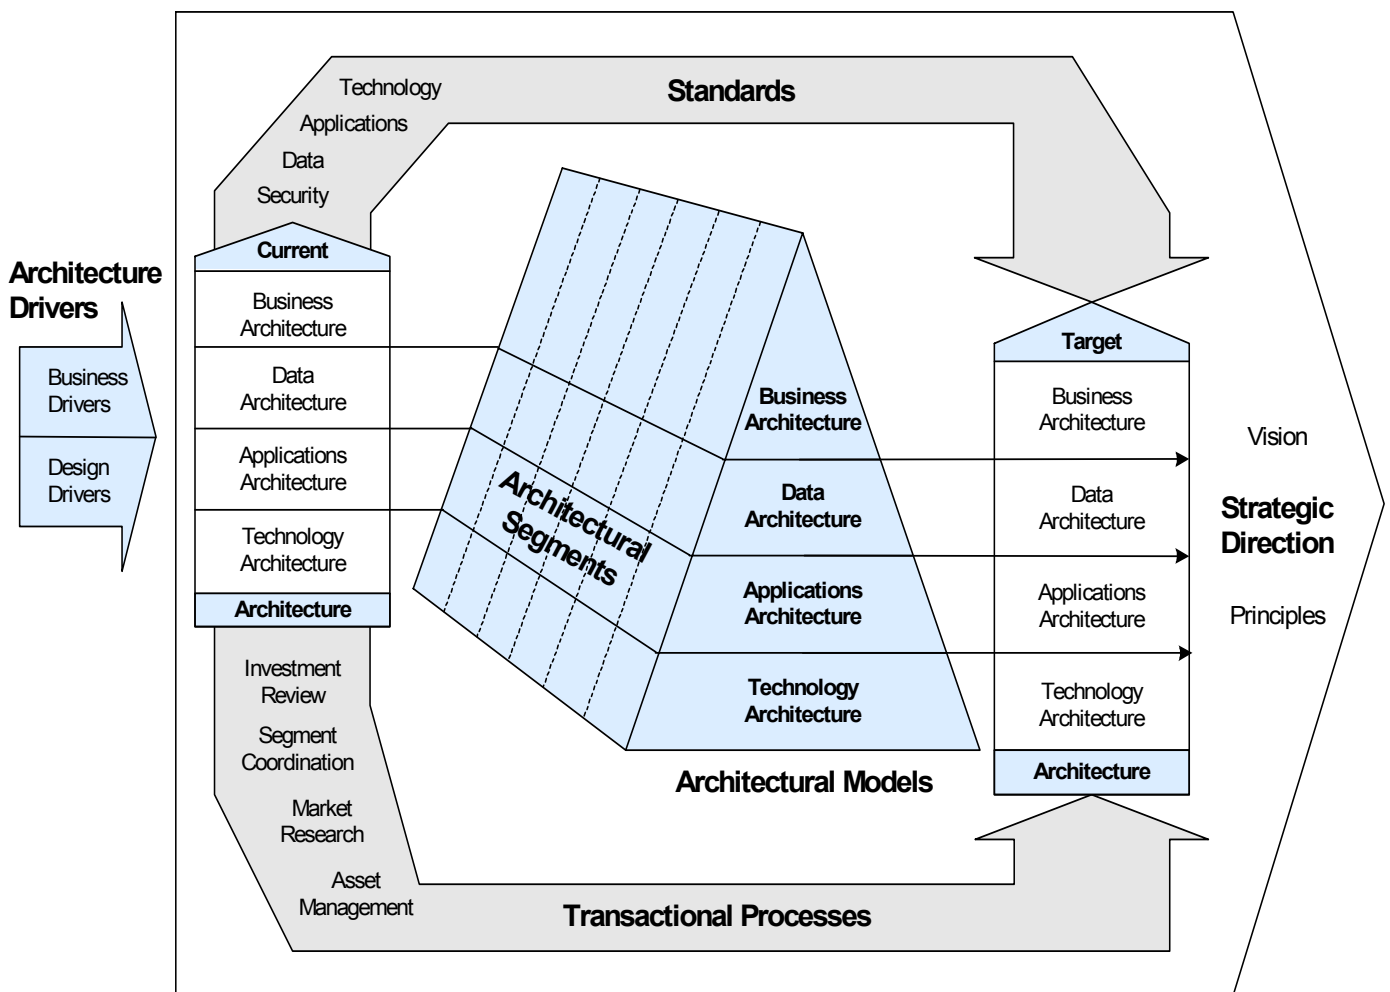 Technology
Standards
Applications
Data
Security
Current
Architecture
Drivers
Business
Drivers
Design
Drivers
Business
Architecture
Data
Architecture
Applications
Architecture
Technology
Architecture
Architecture
Architectural
Segments
Business
Architecture
Data
Architecture
Applications
Architecture
Technology
Architecture
Architectural Models
Target
Business
Architecture
Data
Architecture
Applications
Architecture
Technology
Architecture
Architecture
Vision
Strategic
Direction
Principles
Investment
Review
Segment
Coordination
Market
Research
Asset
Management
Transactional Processes